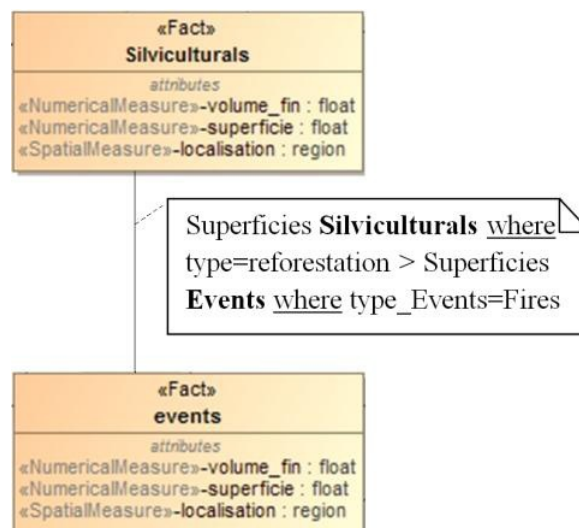 «Fact»
Silviculturals
attributes
«NumericalMeasure»-volume_fin : float
«NumericalMeasure»-superficie : float
«SpatialMeasure»-localisation : region
Superficies Silviculturals where
type=reforestation > Superficies
Events where type_Events=Fires
«Fact»
events
attributes
«NumericalMeasure»-volume_fin : float
«NumericalMeasure»-superficie : float
«SpatialMeasure»-localisation : region